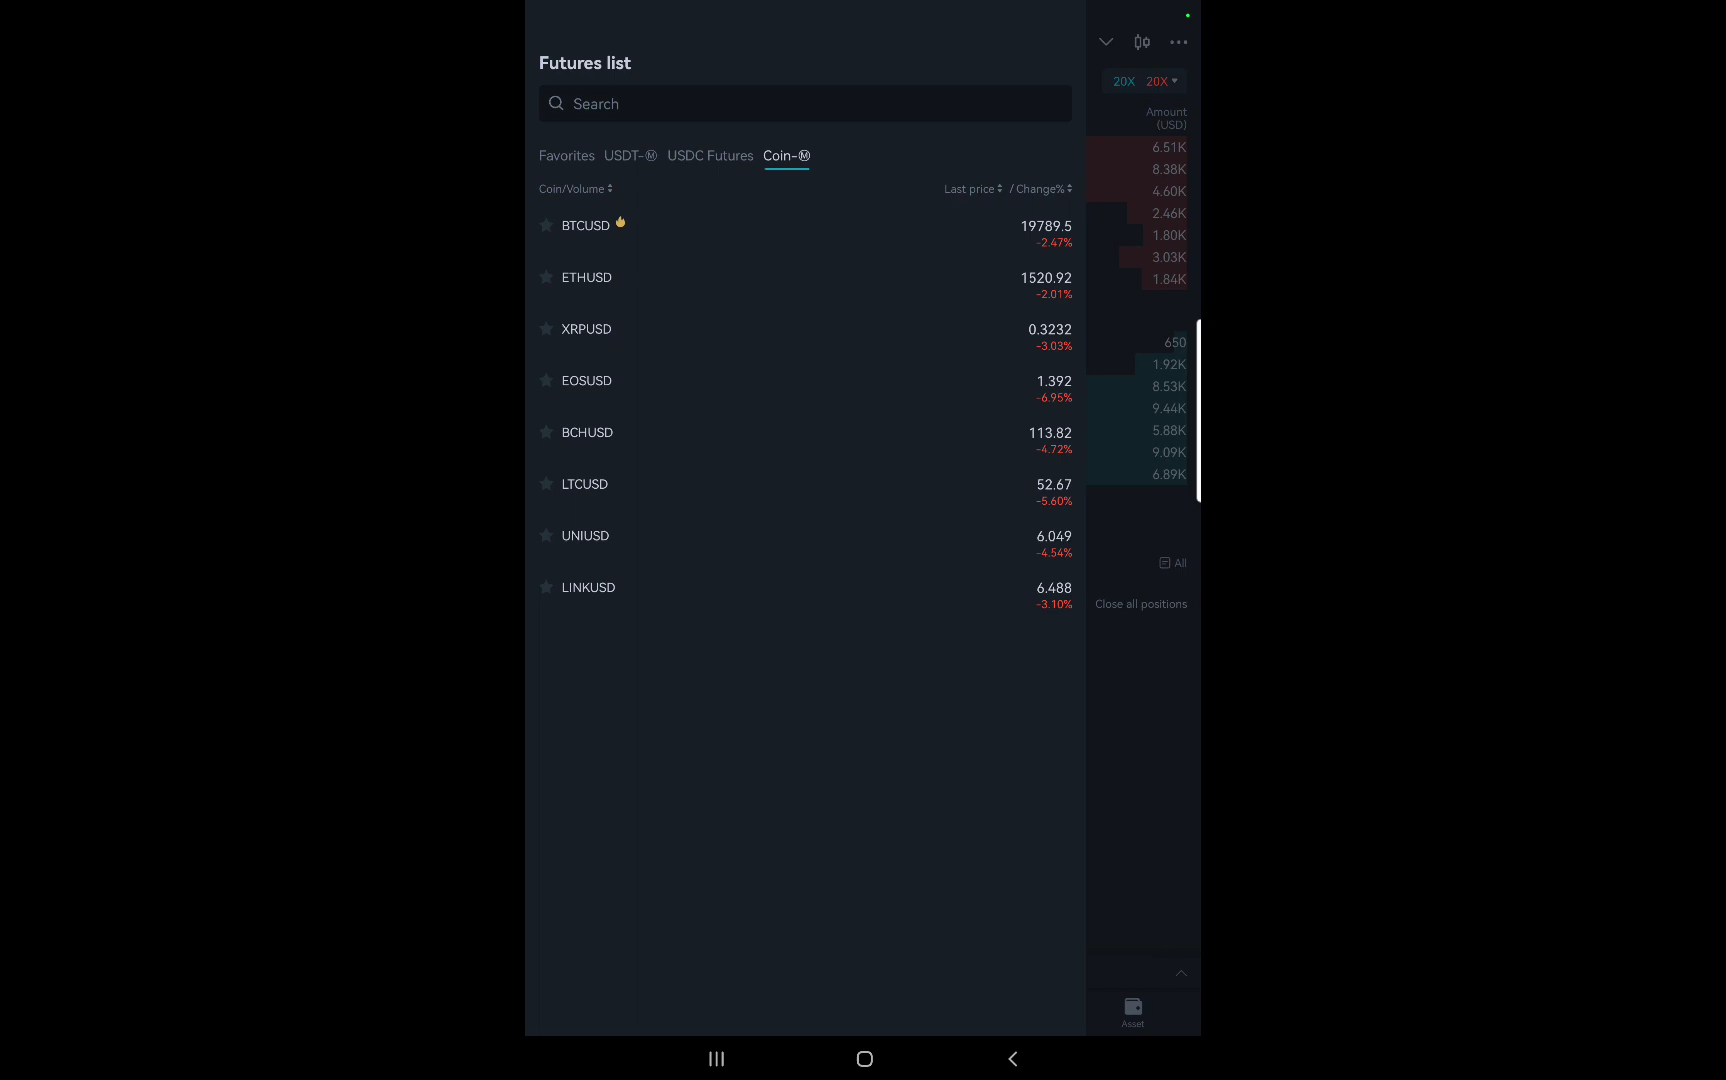 Futures list
Search
Favorites USDT-Ⓜ USDC Futures Coin-Ⓜ
Coin/Volume Last price / Change%
BTCUSD 19789.5
-2.47%
ETHUSD 1520.92
-2.01%
XRPUSD 0.3232
-3.03%
EOSUSD 1.392
-6.95%
BCHUSD 113.82
-4.72%
LTCUSD 52.67
-5.60%
UNIUSD 6.049
-4.54%
LINKUSD 6.488
-3.10%
20X 20X
Amount
(USD)
6.51K
8.38K
4.60K
2.46K
1.80K
3.03K
1.84K
650
1.92K
8.53K
9.44K
5.88K
9.09K
6.89K
All
Close all positions
Asset